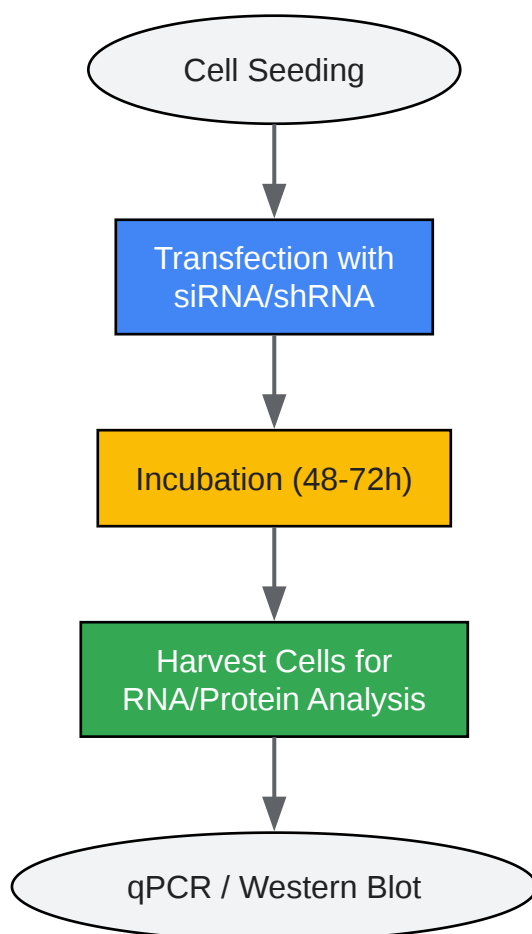 Cell Seeding
Transfection with
siRNA/shRNA
Incubation (48-72h)
Harvest Cells for
RNA/Protein Analysis
qPCR / Western Blot